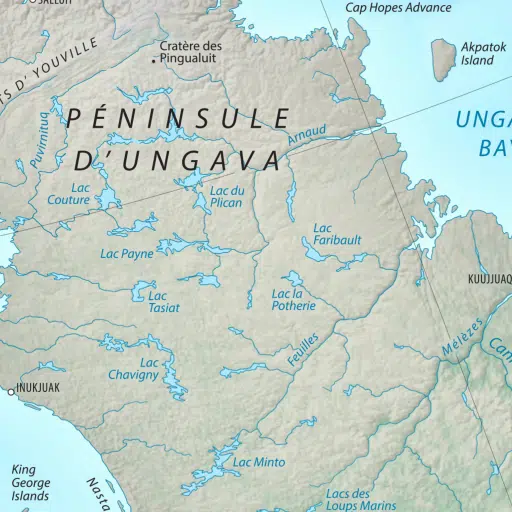 SALLUIT
Cap Hopes Advance
Akpatok
Island
Cratère des
Pingualuit
TS D'YOUVILLE
Puvirnituq
PÉNINSULE
D'UNGAVA
Arnaud
UNGA
BAY
Lac
Couture
Lac du
Plican
Lac
Faribault
Lac Payne
KUUJJUAQ
Lac
Tasiat
Lac la
Potherie
Feuilles
Mélèzes
Can
Lac
Chavigny
INUKJUAK
Lac Minto
King
George
Islands
Nasta
Lacs des
Loups Marins